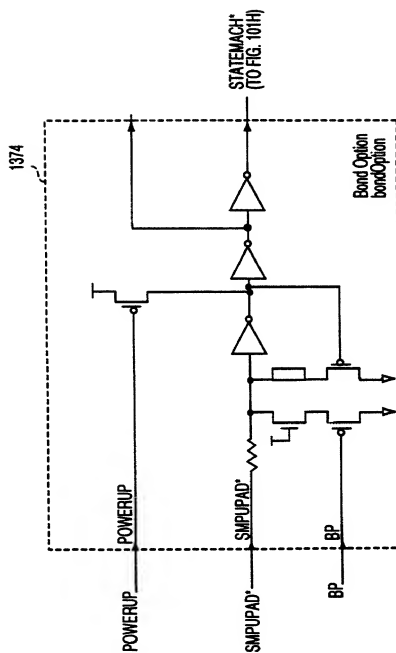 1374
POWERUP
POWERUP
SMPUPAD*
SMPUPAD*
BP
BP
STATEMACH*
(TO FIG. 101H)
Bond Option
bondOption